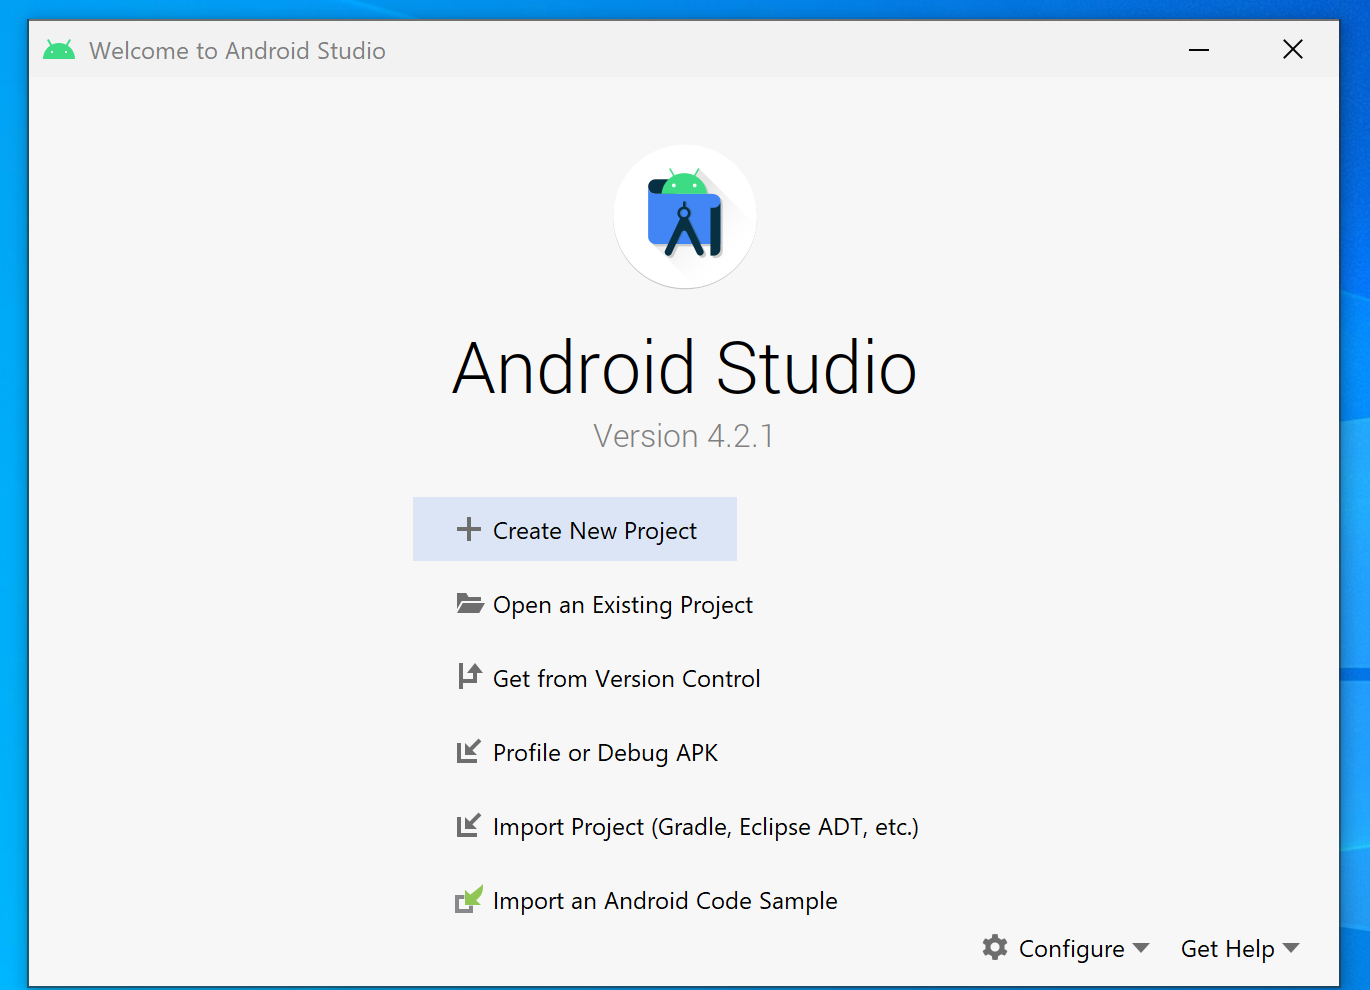 Welcome to Android Studio
Android Studio
Version 4.2.1
Create New Project
Open an Existing Project
Get from Version Control
Profile or Debug APK
Import Project (Gradle, Eclipse ADT, etc.)
Import an Android Code Sample
Configure
Get Help